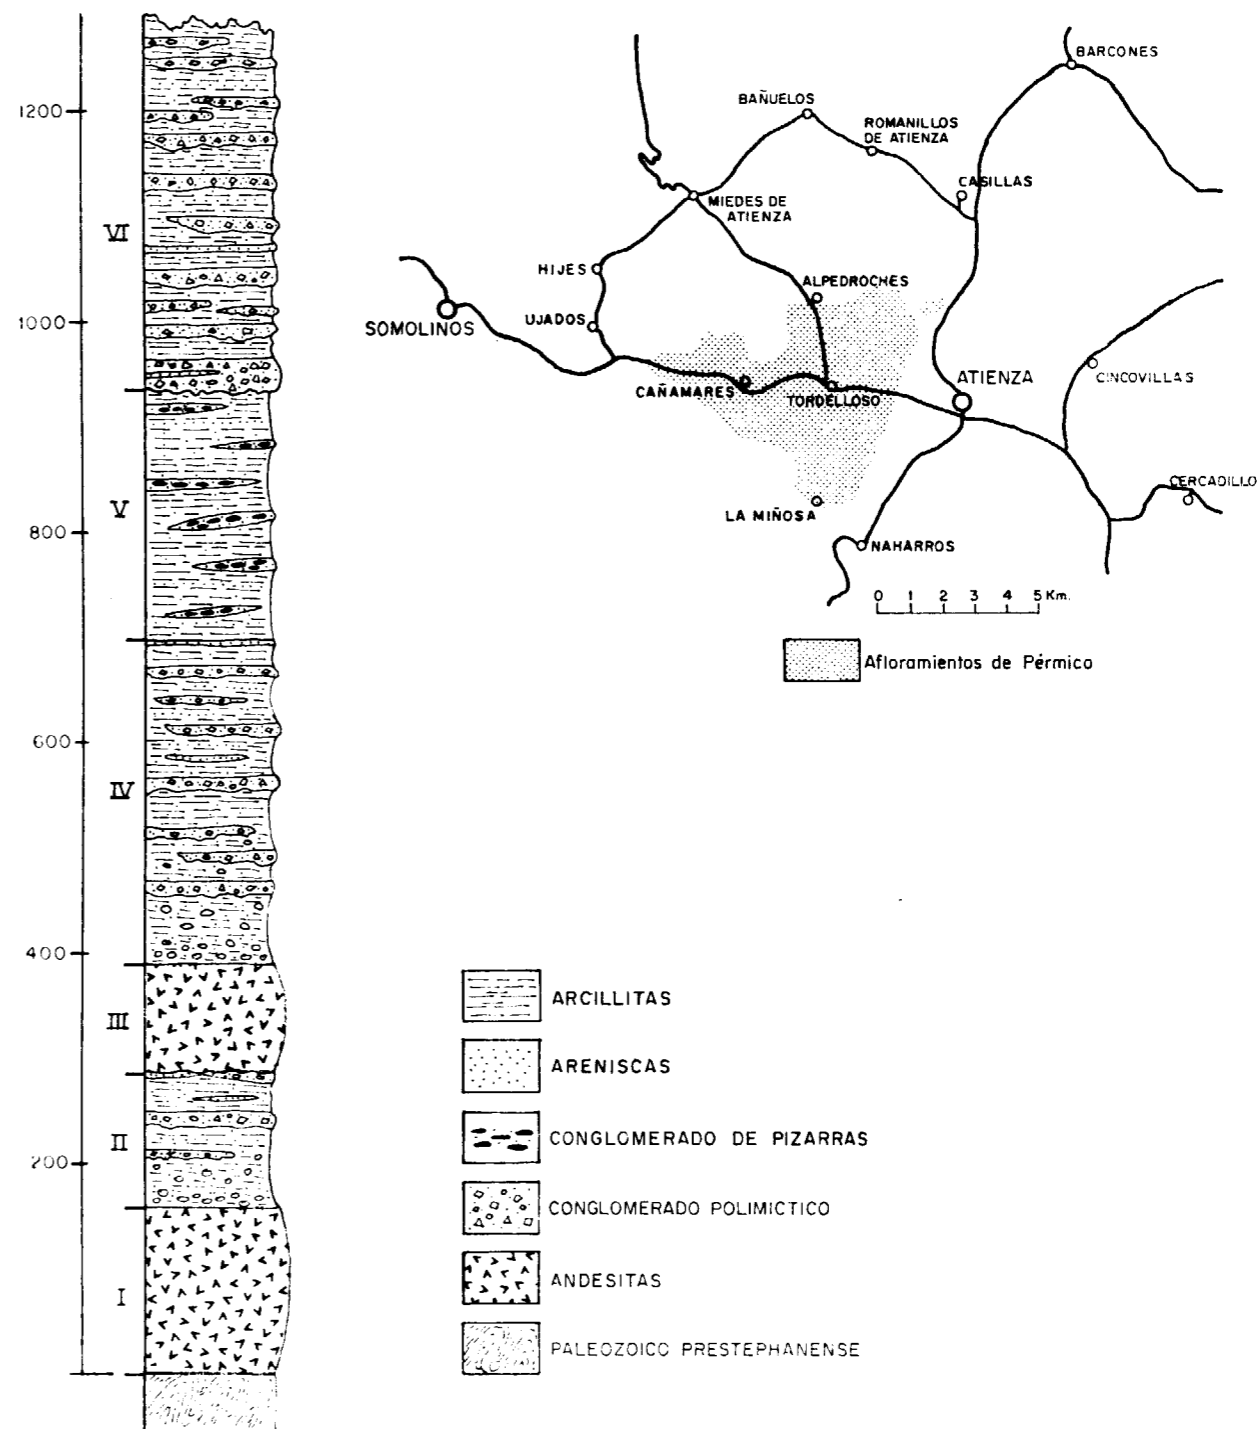 1200
1000
800
600
400
200
VI
V
IV
III
II
I
BARCONES
BAÑUELOS
ROMANILLOS
DE ATIENZA
CASILLAS
MIEDES DE
ATIENZA
HIJES
ALPEDROCHES
UJADOS
SOMOLINOS
CAÑAMARES
TORDELLOSO
ATIENZA
CINCOVILLAS
CERCADILLO
LA MIÑOSA
NAHARROS
0 1 2 3 4 5 Km.
Afloramientos de Pérmico
ARCILLITAS
ARENISCAS
CONGLOMERADO DE PIZARRAS
CONGLOMERADO POLIMICTICO
ANDESITAS
PALEOZOICO PRESTEPHANENSE